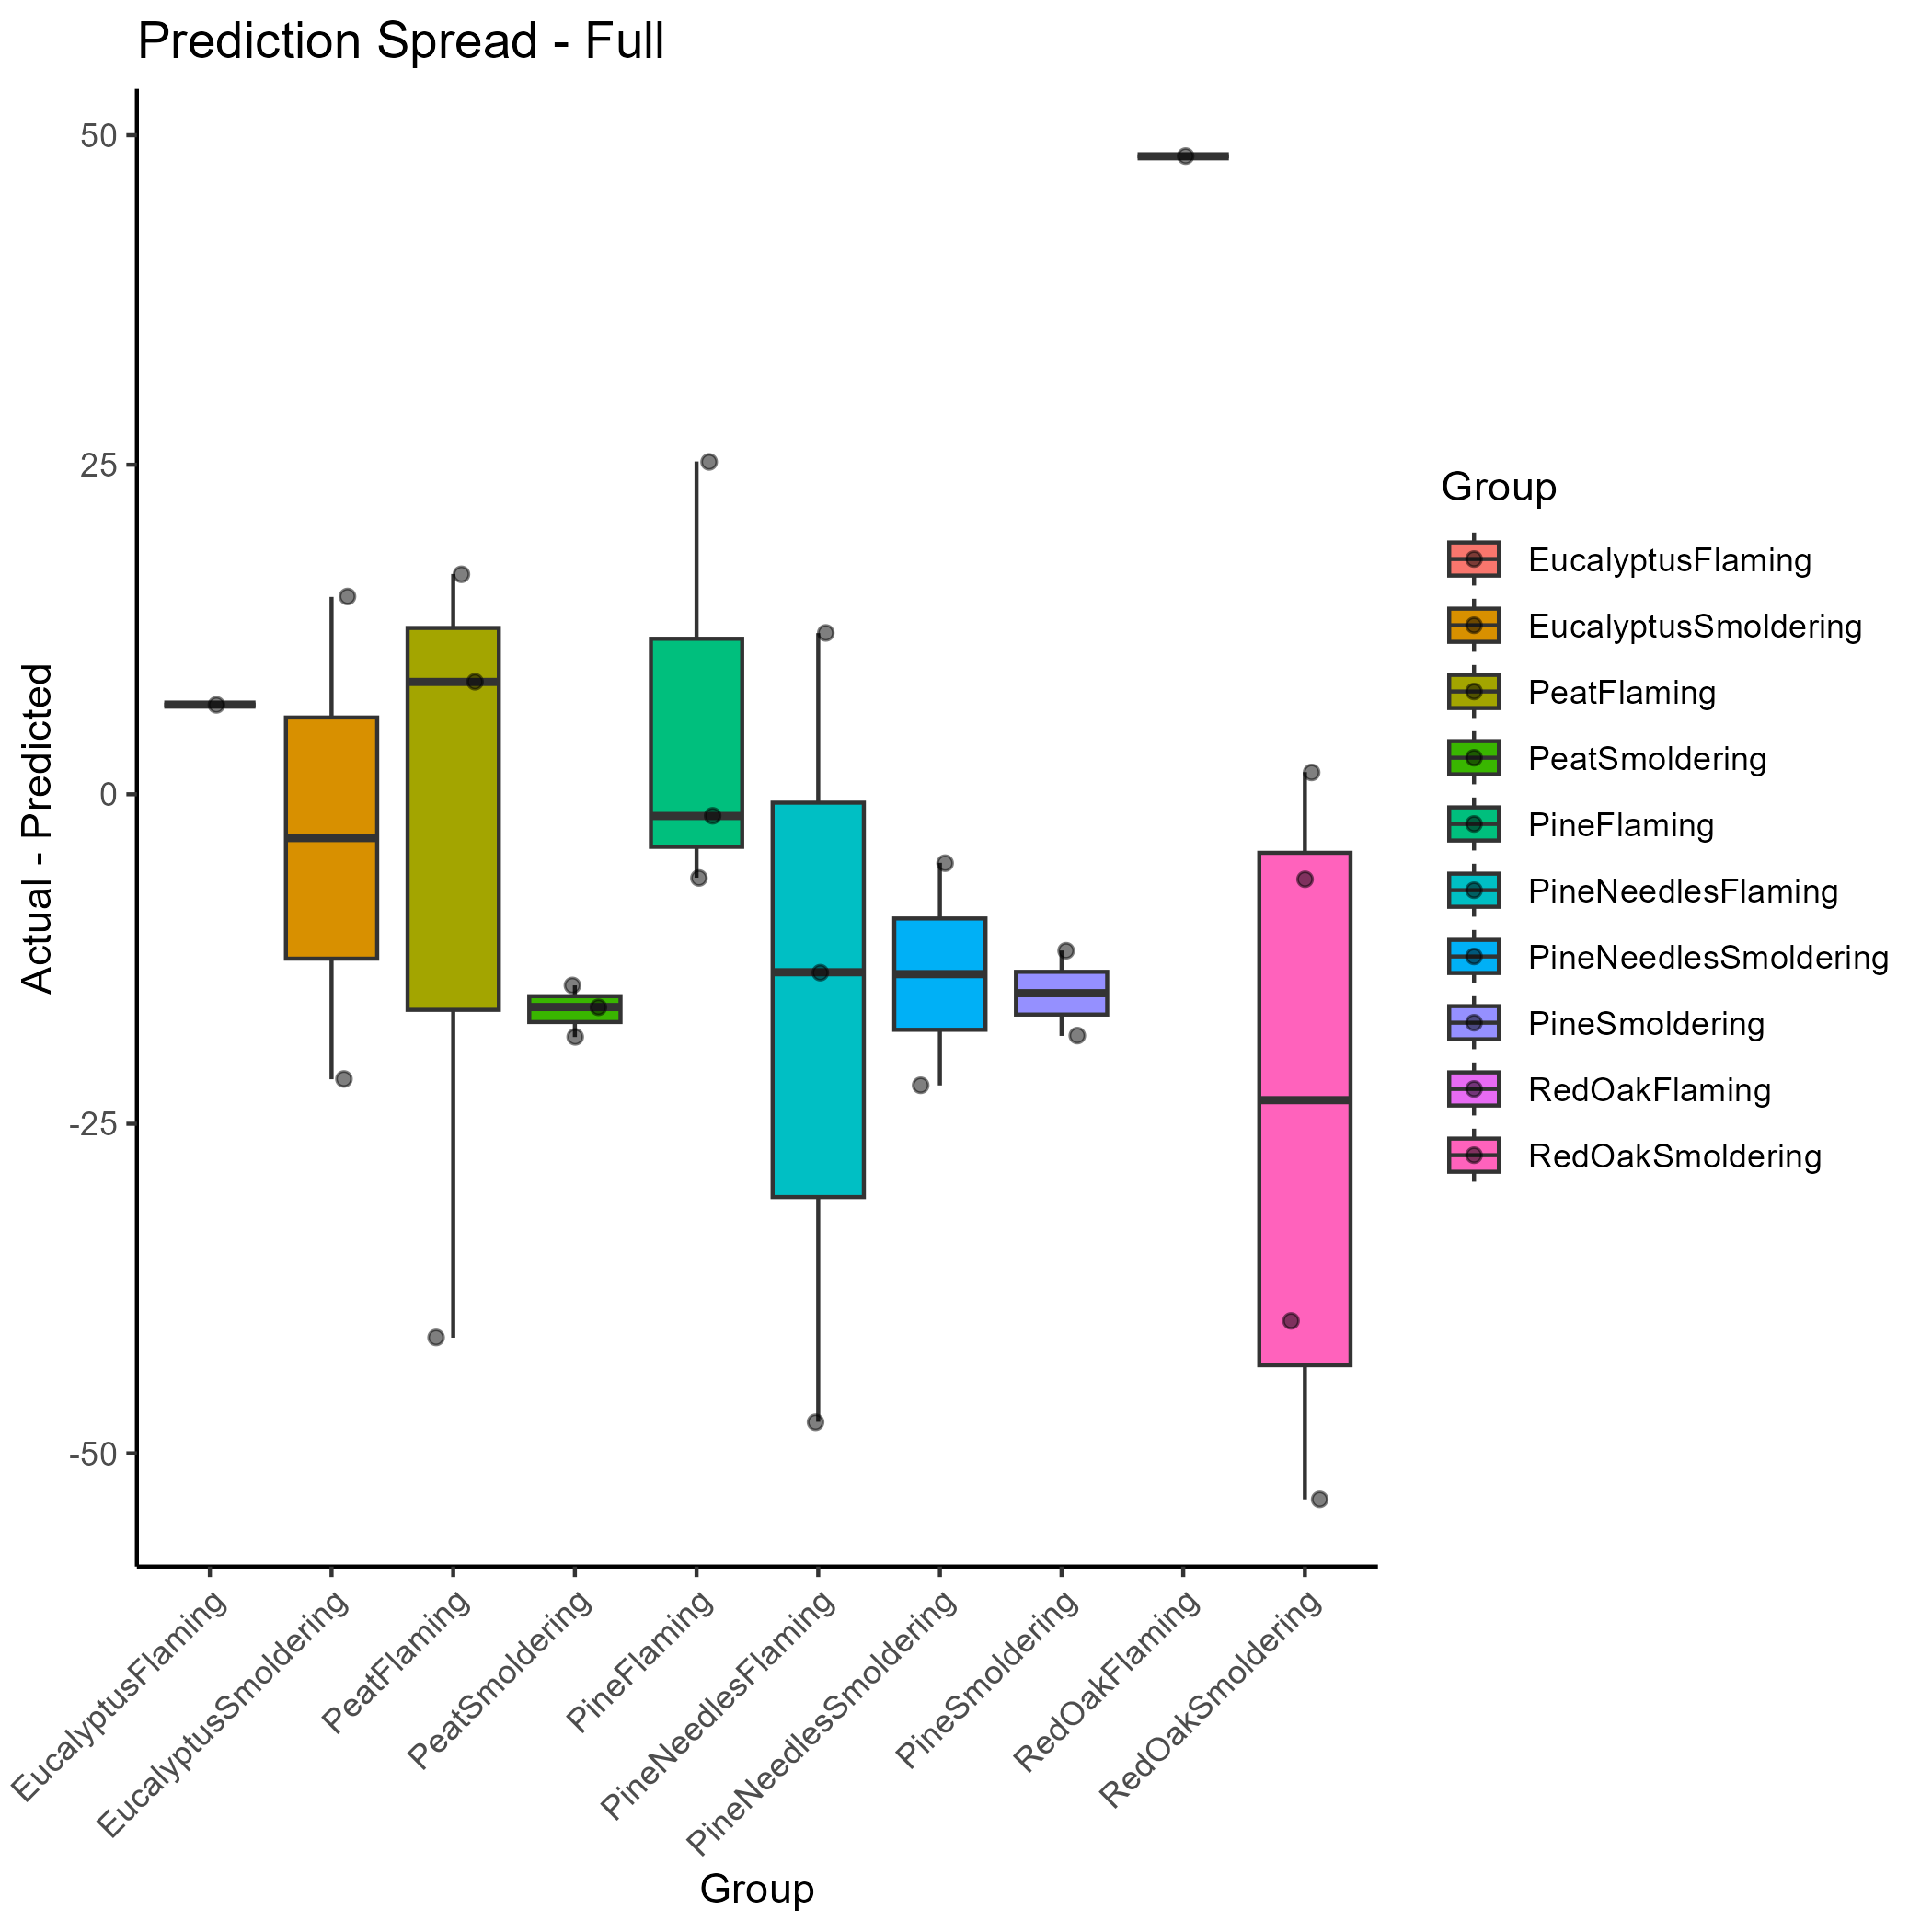 Prediction Spread - Full
50
25
0
-25
-50
Actual - Predicted
EucalyptusFlaming
EucalyptusSmoldering
PeatFlaming
PeatSmoldering
PineFlaming
PineNeedlesFlaming
PineNeedlesSmoldering
PineSmoldering
RedOakFlaming
RedOakSmoldering
Group
Group
EucalyptusFlaming
EucalyptusSmoldering
PeatFlaming
PeatSmoldering
PineFlaming
PineNeedlesFlaming
PineNeedlesSmoldering
PineSmoldering
RedOakFlaming
RedOakSmoldering